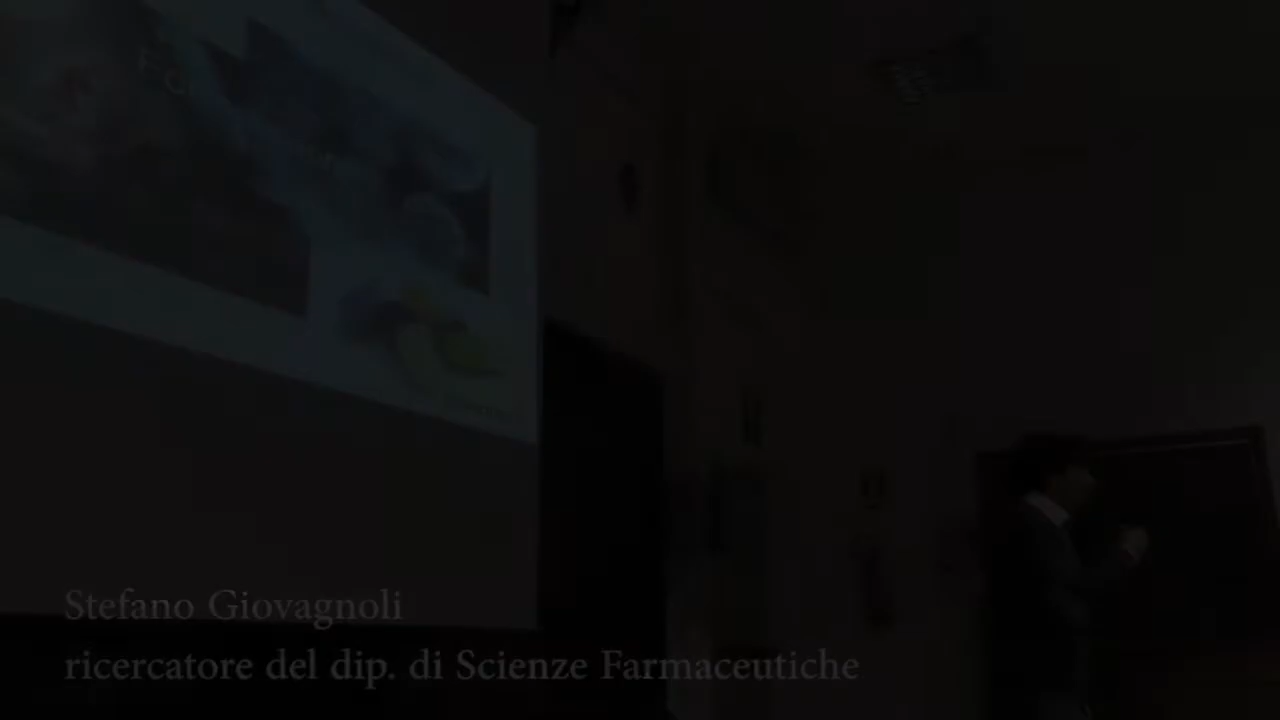 Stefano Giovagnoli
ricercatore del dip. di Scienze Farmaceutiche